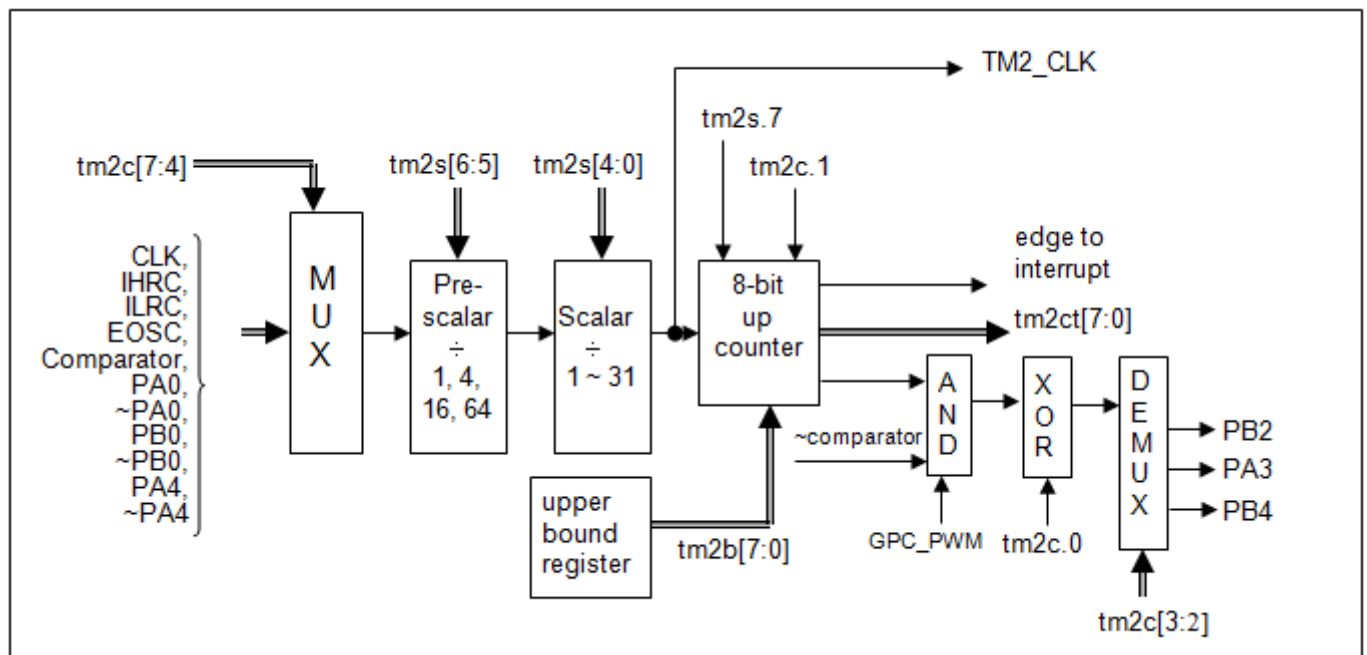 TM2_CLK
tm2s.7
tm2c[7:4]
tm2s[6:5]
tm2s[4:0]
tm2c.1
CLK,
IHRC,
ILRC,
EOSC,
Comparator,
PA0,
~PA0,
PB0,
~PB0,
PA4,
~PA4
M
U
X
Pre-
scalar
÷
1, 4,
16, 64
Scalar
÷
1 ~ 31
8-bit
up
counter
edge to
interrupt
tm2ct[7:0]
~comparator
A
N
D
X
O
R
D
E
M
U
X
PB2
PA3
PB4
upper
bound
register
tm2b[7:0]
GPC_PWM
tm2c.0
tm2c[3:2]